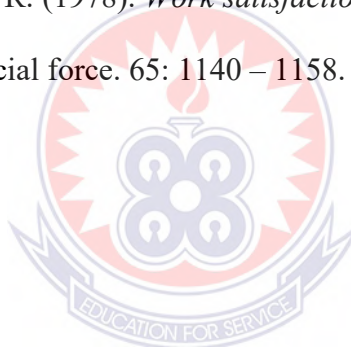 R. (1978). Work satisfactio
cial force. 65: 1140 – 1158.
EDUCATION FOR SERVICE